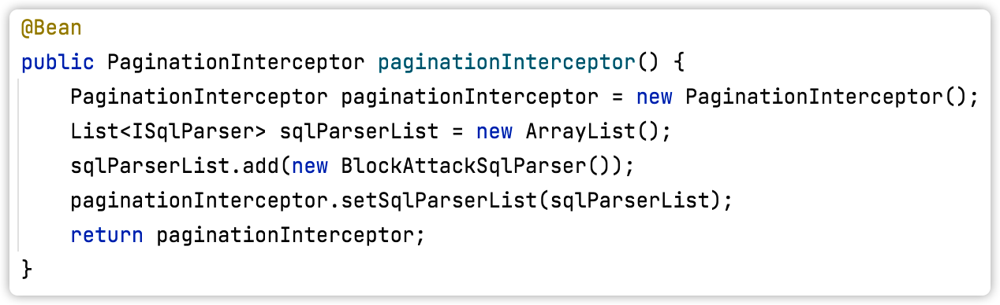 @Bean
public PaginationInterceptor paginationInterceptor() {
    PaginationInterceptor paginationInterceptor = new PaginationInterceptor();
    List<ISqlParser> sqlParserList = new ArrayList();
    sqlParserList.add(new BlockAttackSqlParser());
    paginationInterceptor.setSqlParserList(sqlParserList);
    return paginationInterceptor;
}